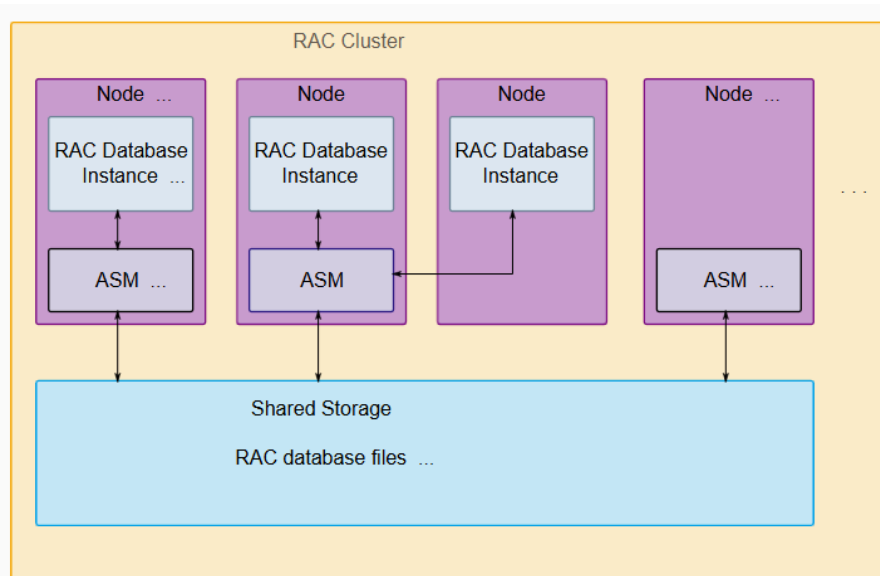 RAC Cluster
Node ...
RAC Database
Instance ...
ASM ...
Node
RAC Database
Instance
ASM
Node
RAC Database
Instance
Node ...
ASM ...
...
Shared Storage
RAC database files ...